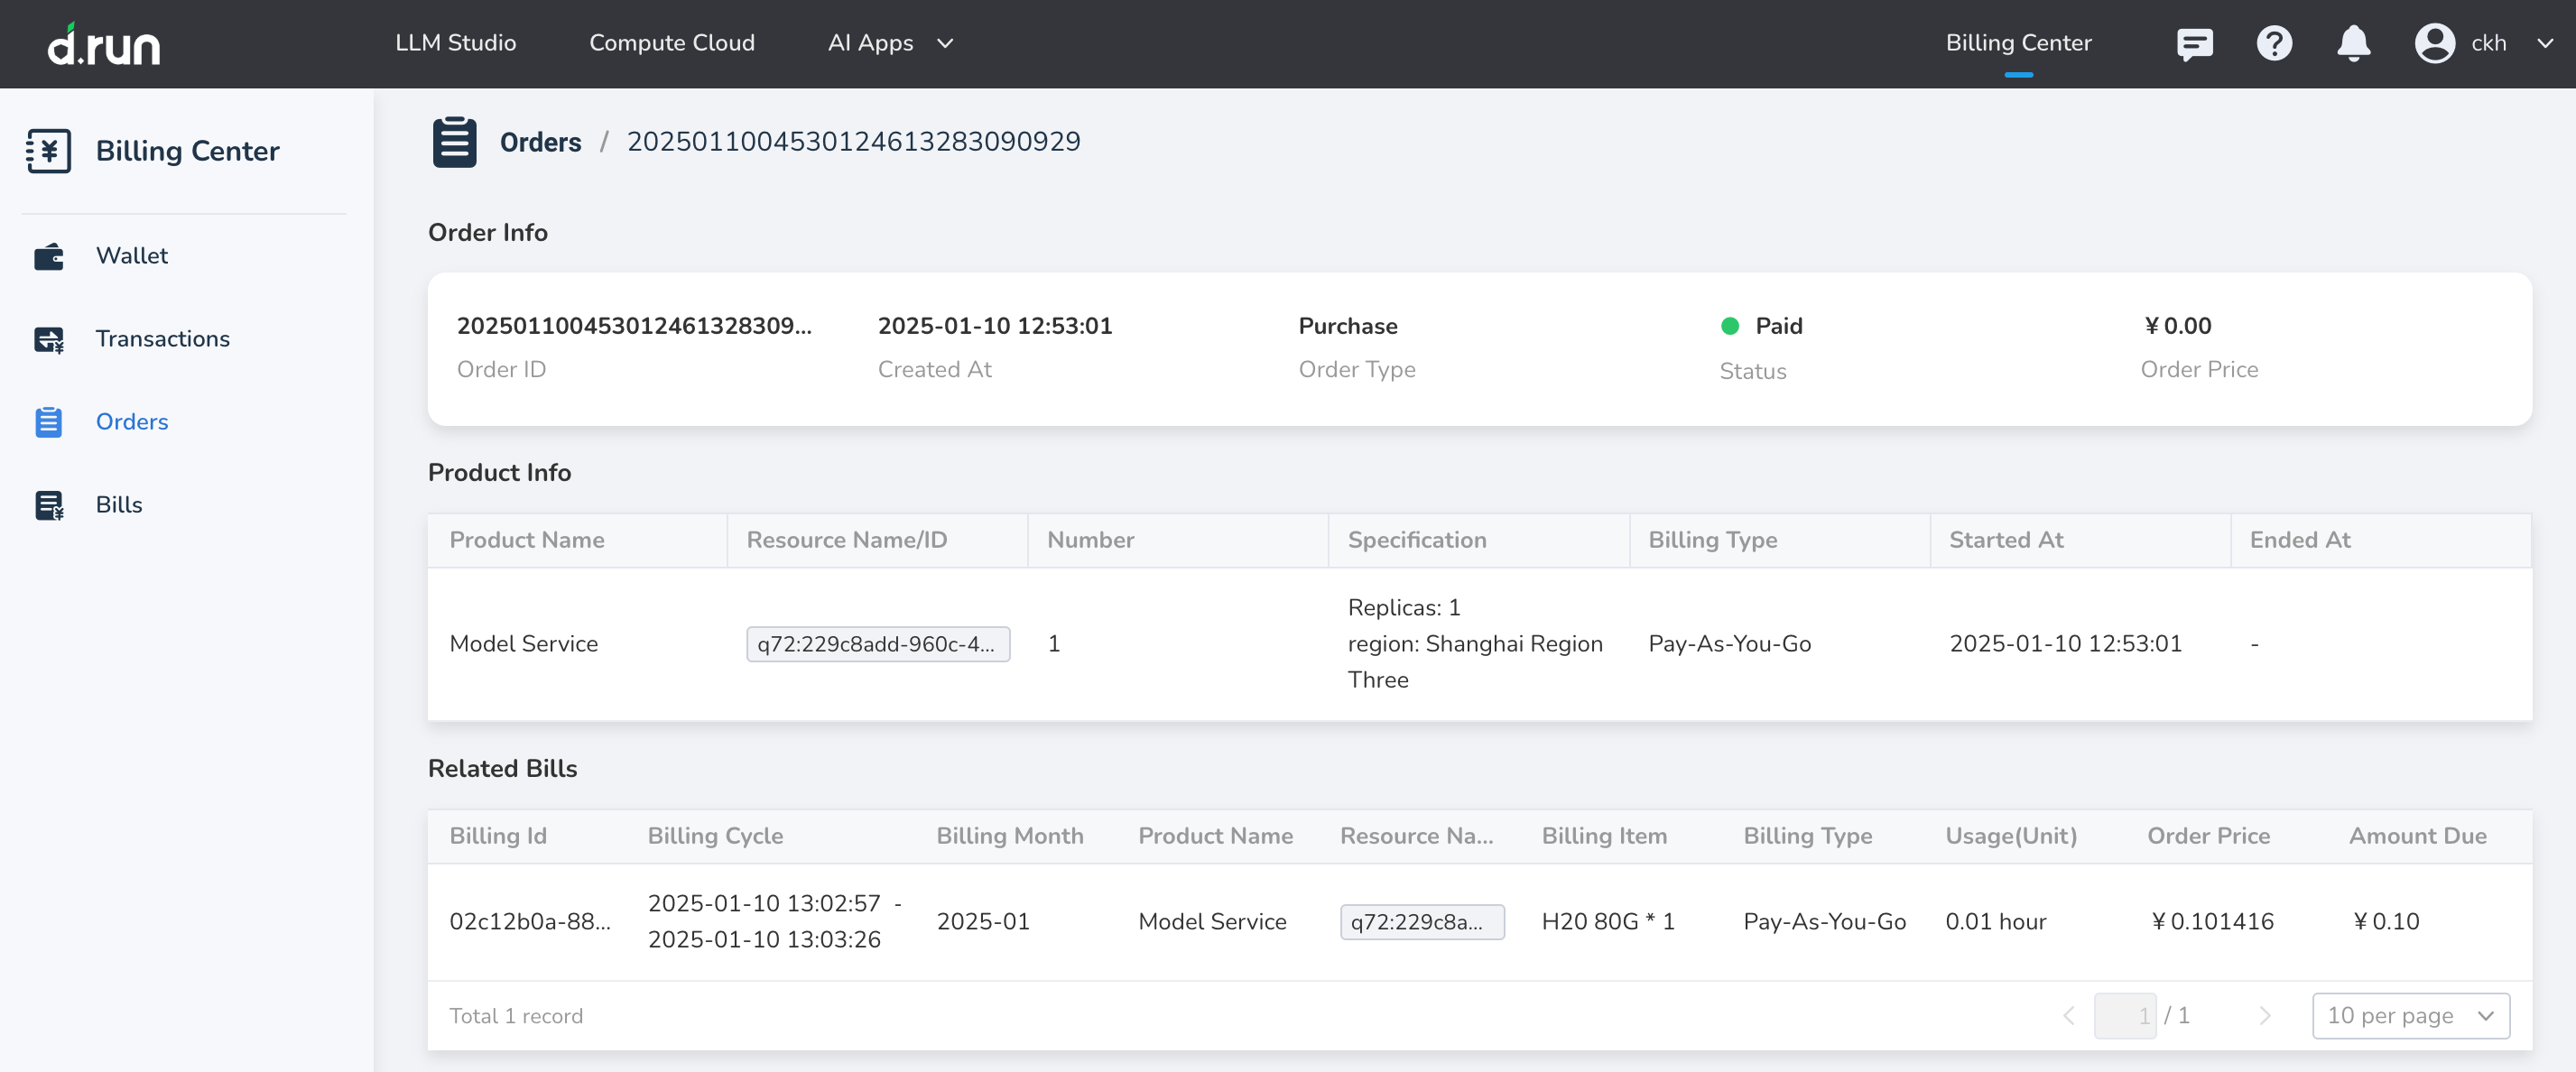 d.run
LLM Studio
Compute Cloud
AI Apps
Billing Center
ckh
Billing Center
Wallet
Transactions
Orders
Bills
Orders / 2025011004530124613283090929
Order Info
202501100453012461328309...
2025-01-10 12:53:01
Purchase
Paid
¥ 0.00
Order ID
Created At
Order Type
Status
Order Price
Product Info
Product Name
Resource Name/ID
Number
Specification
Billing Type
Started At
Ended At
Model Service
q72:229c8add-960c-4...
1
Replicas: 1
region: Shanghai Region
Three
Pay-As-You-Go
2025-01-10 12:53:01
-
Related Bills
Billing Id
Billing Cycle
Billing Month
Product Name
Resource Na...
Billing Item
Billing Type
Usage(Unit)
Order Price
Amount Due
02c12b0a-88...
2025-01-10 13:02:57 -
2025-01-10 13:03:26
2025-01
Model Service
q72:229c8a...
H20 80G * 1
Pay-As-You-Go
0.01 hour
¥ 0.101416
¥ 0.10
Total 1 record
1 / 1
10 per page